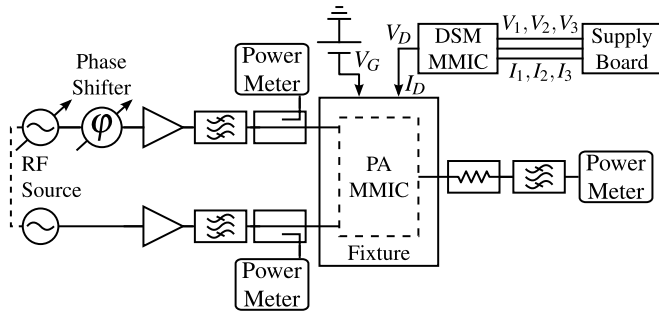 Phase
Shifter
φ
RF
Source
Power
Meter
Power
Meter
V_G
V_D
I_D
DSM
MMIC
V_1, V_2, V_3
I_1, I_2, I_3
Supply
Board
PA
MMIC
Fixture
Power
Meter